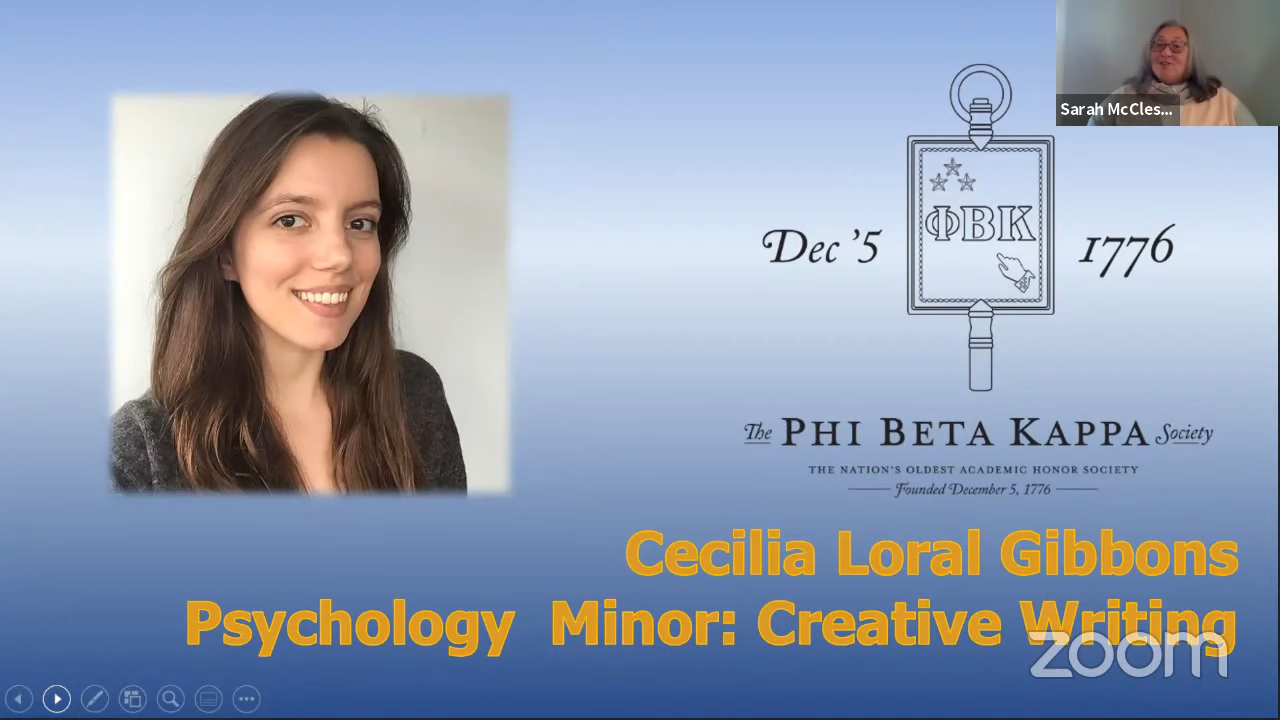 Sarah McCles...
ΦΒΚ
Dec '5 1776
The PHI BETA KAPPA Society
THE NATION'S OLDEST ACADEMIC HONOR SOCIETY
Founded December 5, 1776
Cecilia Loral Gibbons
Psychology Minor: Creative Writing
zoom